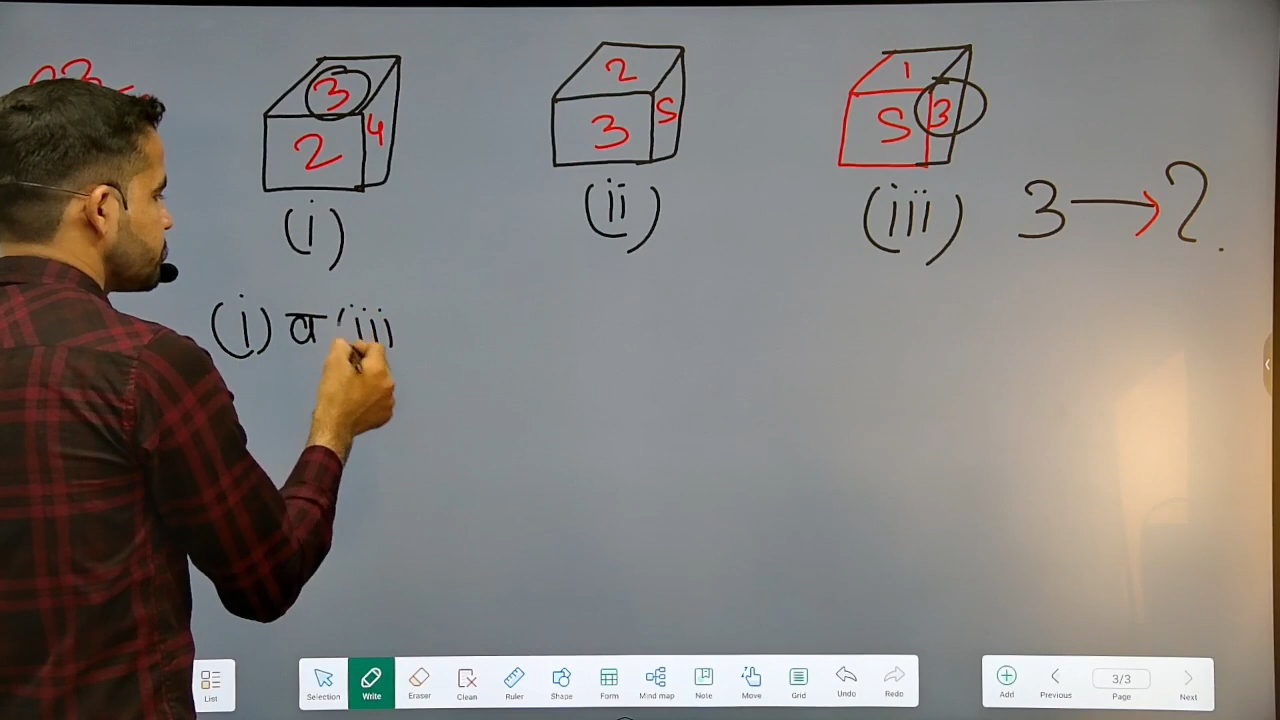 3
2 4
(i)
2
3 5
(ii)
1
5 3
(iii)
3 → ?
(i) व (iii
List
Selection
Write
Eraser
Clean
Ruler
Shape
Form
Mind map
Note
Move
Grid
Undo
Redo
Add
Previous
3/3
Page
Next